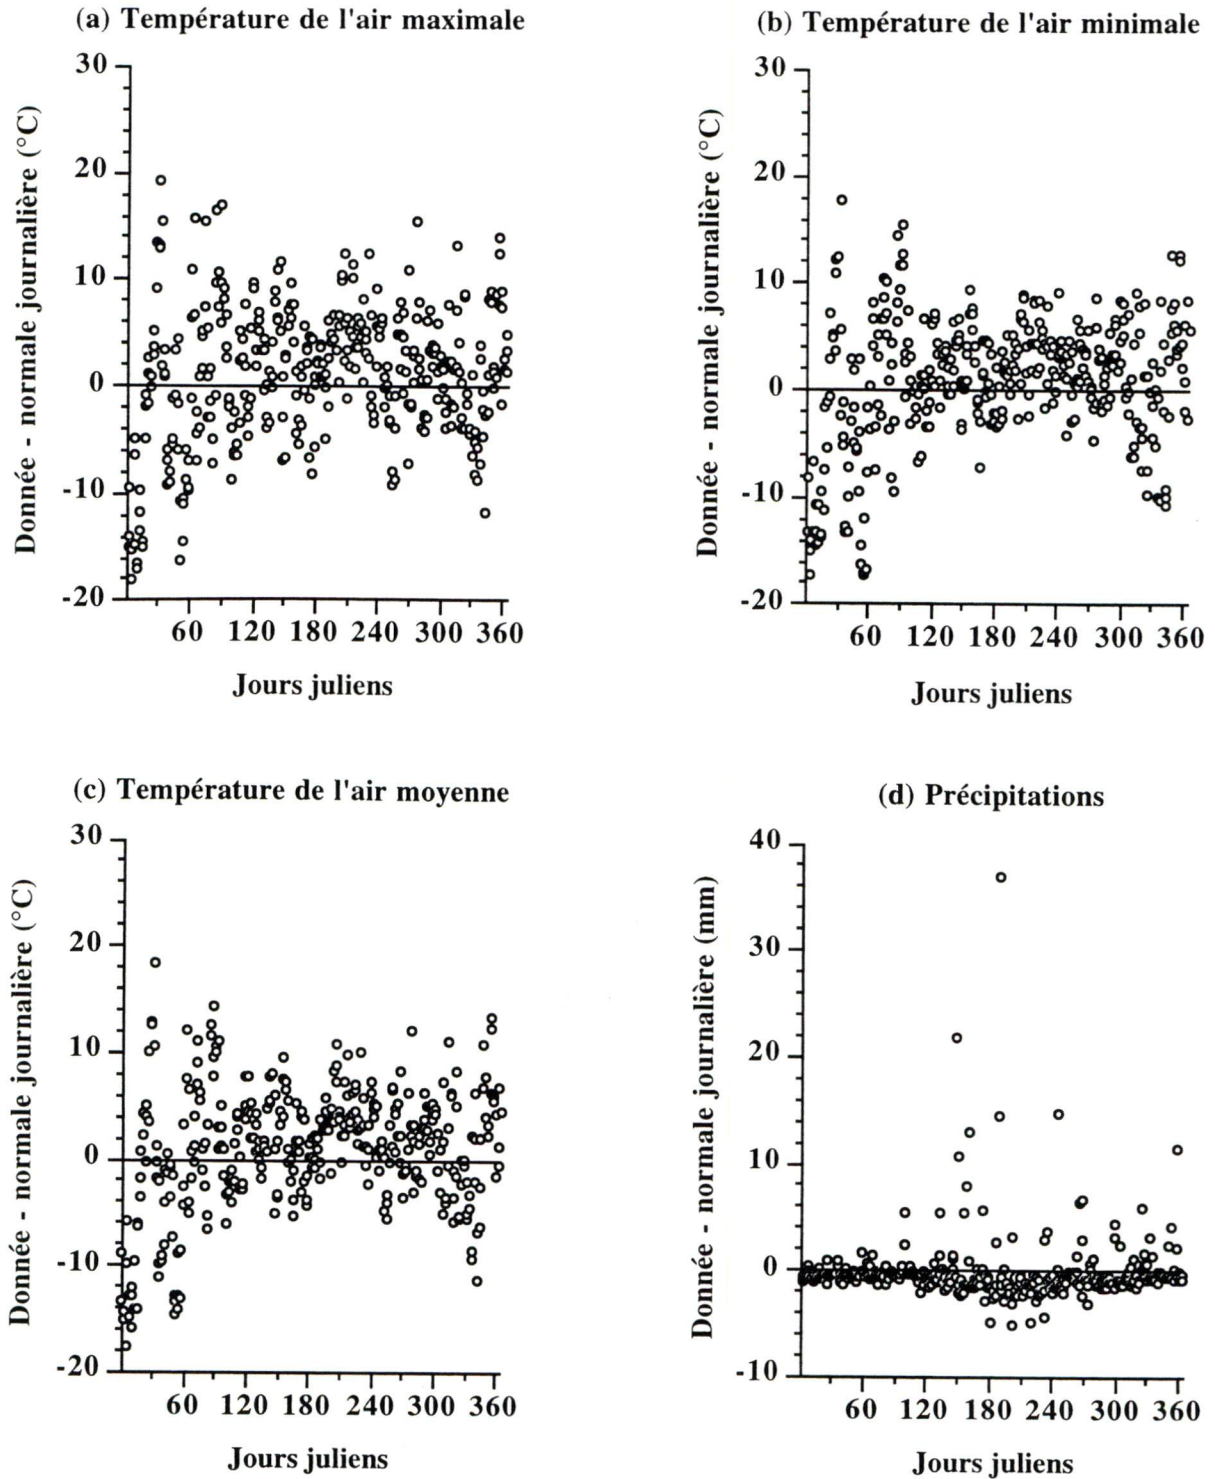 (a) Température de l'air maximale
30
20
10
0
-10
-20
60 120 180 240 300 360
Donnée - normale journalière (°C)
Jours juliens
(b) Température de l'air minimale
30
20
10
0
-10
-20
60 120 180 240 300 360
Donnée - normale journalière (°C)
Jours juliens
(c) Température de l'air moyenne
30
20
10
0
-10
-20
60 120 180 240 300 360
Donnée - normale journalière (°C)
Jours juliens
(d) Précipitations
40
30
20
10
0
-10
60 120 180 240 300 360
Donnée - normale journalière (mm)
Jours juliens